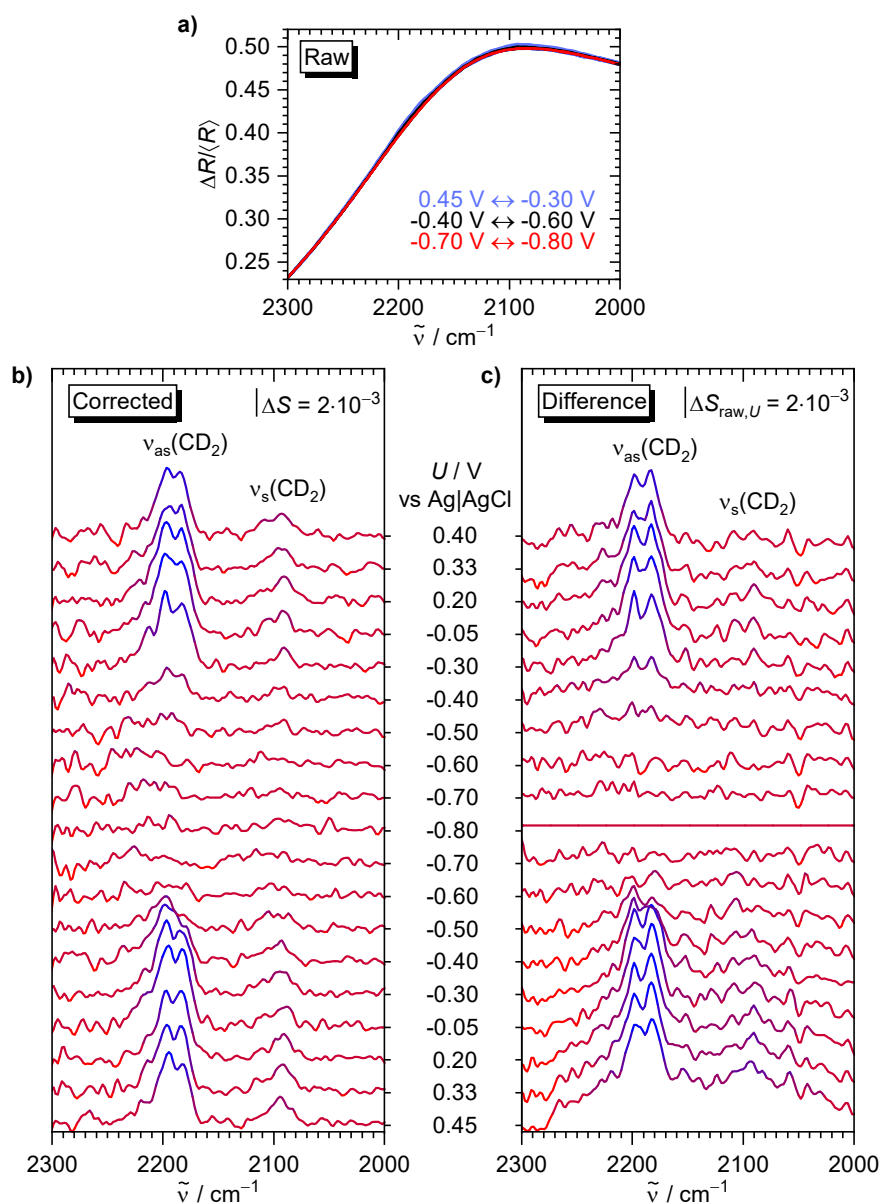 a)
Raw
ΔR/⟨R⟩
0.50
0.45
0.40
0.35
0.30
0.25
0.45 V ↔ -0.30 V
-0.40 V ↔ -0.60 V
-0.70 V ↔ -0.80 V
2300 2200 2100 2000
ν̃ / cm⁻¹
b)
Corrected
ΔS = 2·10⁻³
ν_as(CD₂)
ν_s(CD₂)
2300 2200 2100 2000
ν̃ / cm⁻¹
U / V
vs Ag|AgCl
0.40
0.33
0.20
-0.05
-0.30
-0.40
-0.50
-0.60
-0.70
-0.80
-0.70
-0.60
-0.50
-0.40
-0.30
-0.05
0.20
0.33
0.45
c)
Difference
ΔS_raw,U = 2·10⁻³
ν_as(CD₂)
ν_s(CD₂)
2300 2200 2100 2000
ν̃ / cm⁻¹